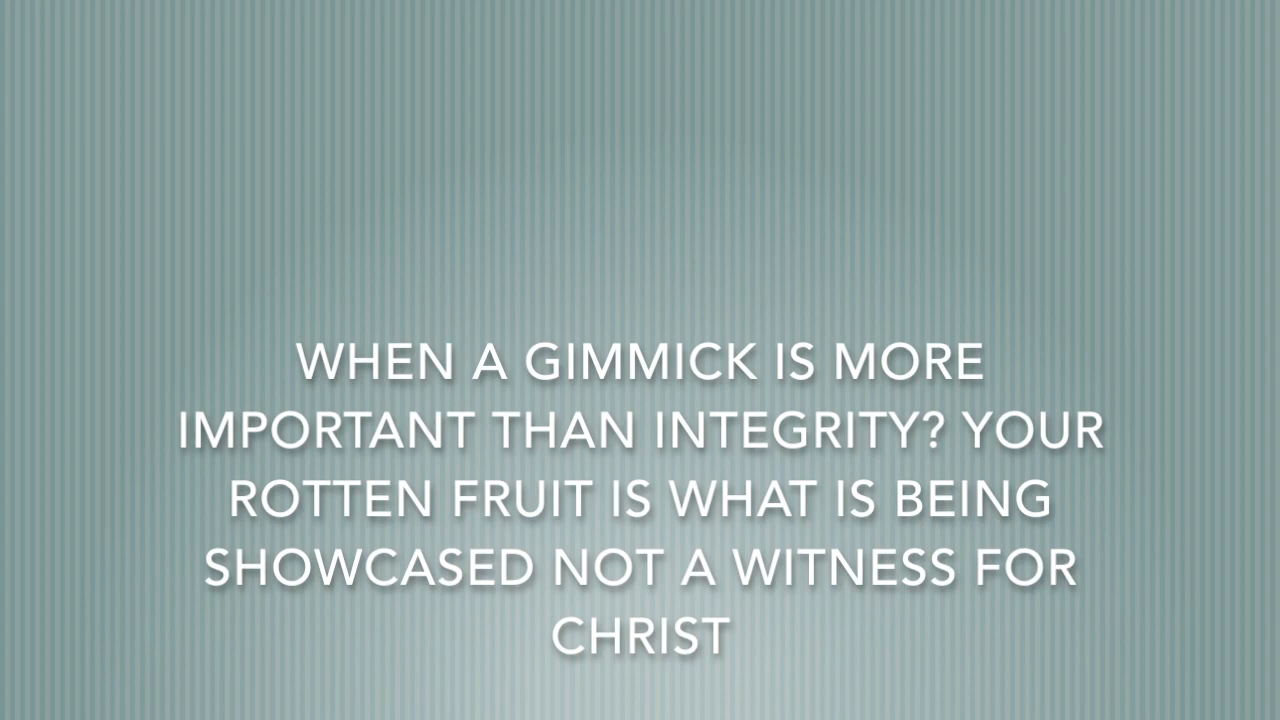 WHEN A GIMMICK IS MORE
IMPORTANT THAN INTEGRITY? YOUR
ROTTEN FRUIT IS WHAT IS BEING
SHOWCASED NOT A WITNESS FOR
CHRIST